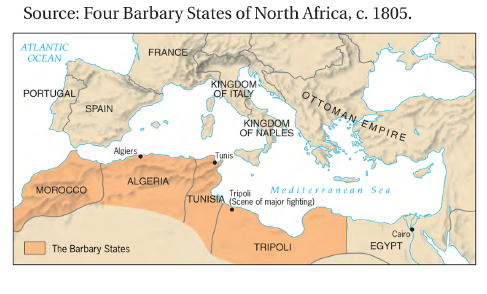 Source: Four Barbary States of North Africa, c. 1805.
ATLANTIC
OCEAN
FRANCE
PORTUGAL
SPAIN
KINGDOM
OF ITALY
OTTOMAN EMPIRE
KINGDOM
OF NAPLES
Algiers
Tunis
MOROCCO
ALGERIA
TUNISIA
Tripoli
(Scene of major fighting)
Mediterranean Sea
Cairo
TRIPOLI
EGYPT
The Barbary States